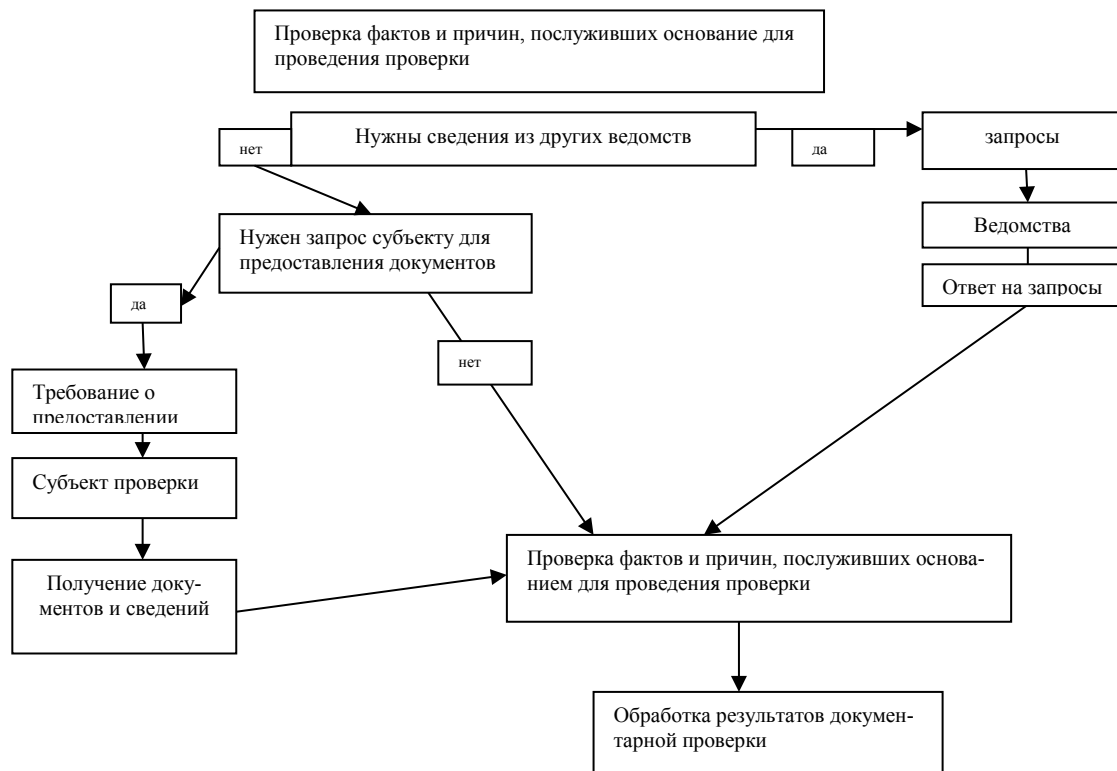 Проверка фактов и причин, послуживших основание для
проведения проверки
Нужны сведения из других ведомств
запросы
нет
да
Ведомства
Нужен запрос субъекту для
предоставления документов
Ответ на запросы
да
нет
Требование о
предоставлении
Субъект проверки
Проверка фактов и причин, послуживших основа-
нием для проведения проверки
Получение доку-
ментов и сведений
Обработка результатов докумен-
тарной проверки